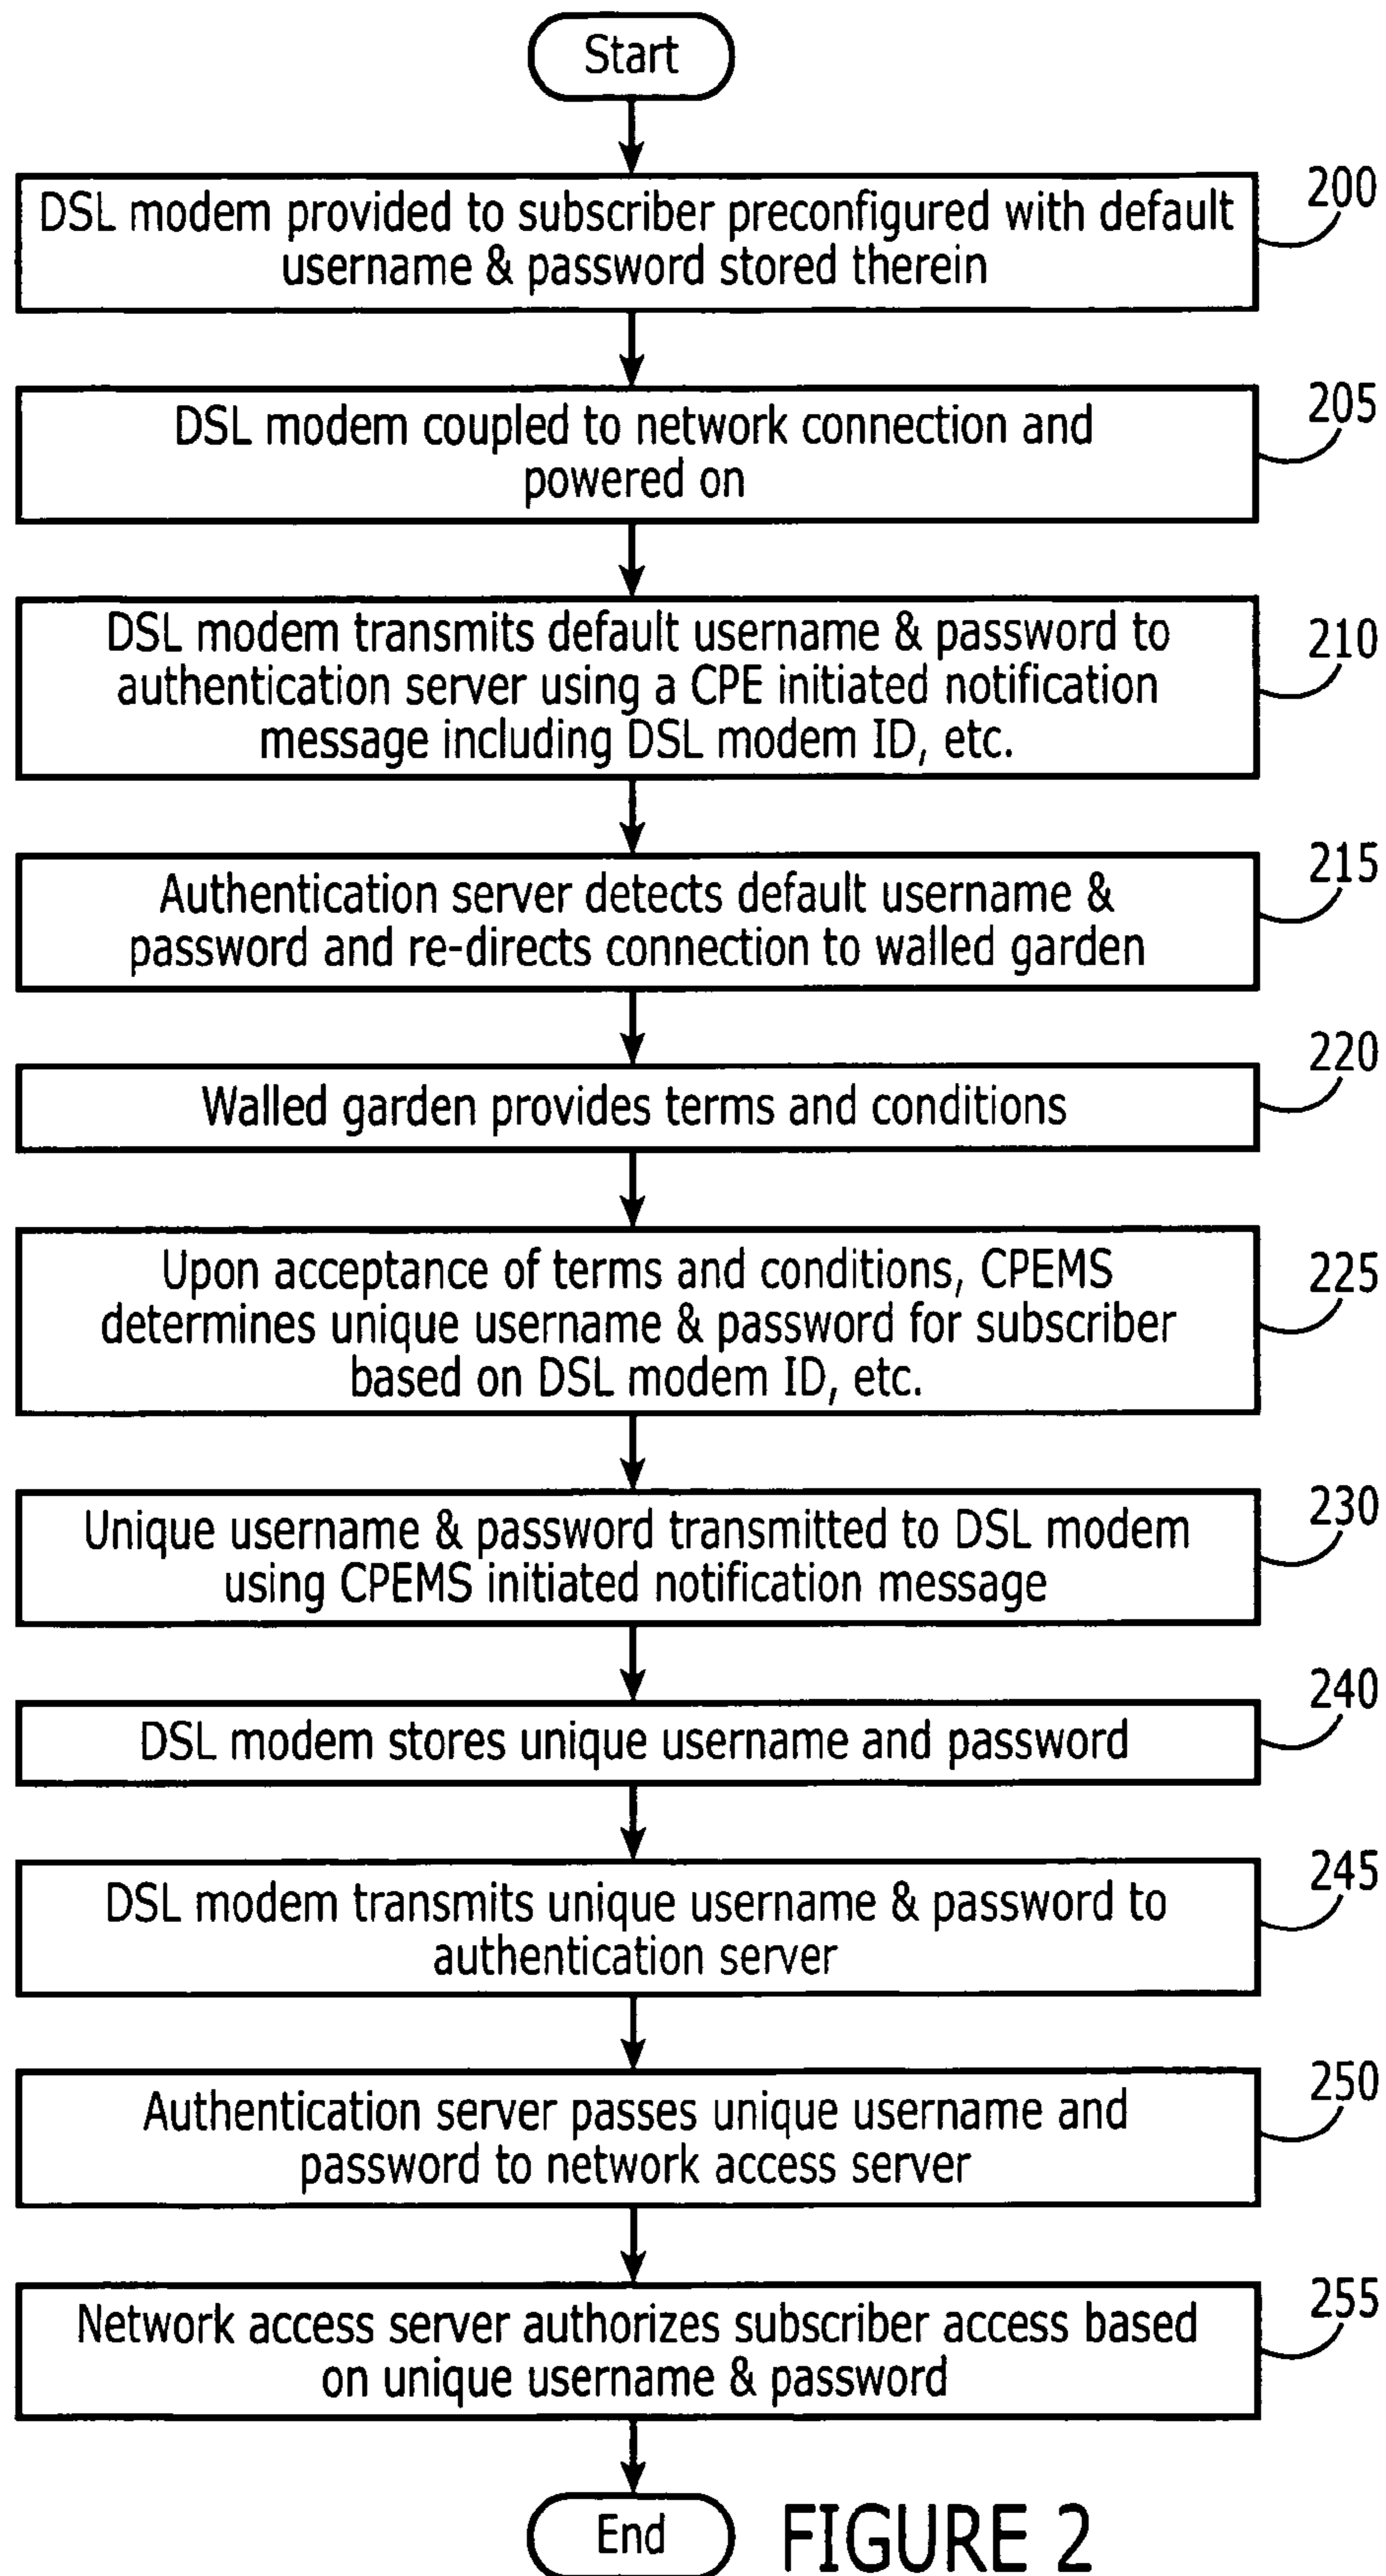 Start
DSL modem provided to subscriber preconfigured with default
username & password stored therein
200
DSL modem coupled to network connection and
powered on
205
DSL modem transmits default username & password to
authentication server using a CPE initiated notification
message including DSL modem ID, etc.
210
Authentication server detects default username &
password and re-directs connection to walled garden
215
Walled garden provides terms and conditions
220
Upon acceptance of terms and conditions, CPEMS
determines unique username & password for subscriber
based on DSL modem ID, etc.
225
Unique username & password transmitted to DSL modem
using CPEMS initiated notification message
230
DSL modem stores unique username and password
240
DSL modem transmits unique username & password to
authentication server
245
Authentication server passes unique username and
password to network access server
250
Network access server authorizes subscriber access based
on unique username & password
255
End
FIGURE 2